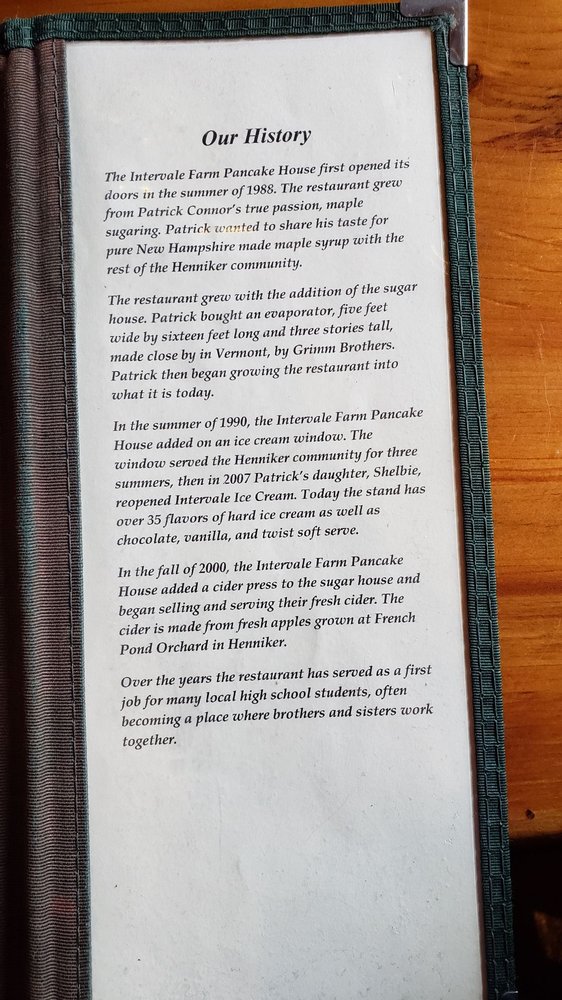 Our History
The Intervale Farm Pancake House first opened its
doors in the summer of 1988. The restaurant grew
from Patrick Connor's true passion, maple
sugaring. Patrick wanted to share his taste for
pure New Hampshire made maple syrup with the
rest of the Henniker community.
The restaurant grew with the addition of the sugar
house. Patrick bought an evaporator, five feet
wide by sixteen feet long and three stories tall,
made close by in Vermont, by Grimm Brothers.
Patrick then began growing the restaurant into
what it is today.
In the summer of 1990, the Intervale Farm Pancake
House added on an ice cream window. The
window served the Henniker community for three
summers, then in 2007 Patrick's daughter, Shelbie,
reopened Intervale Ice Cream. Today the stand has
over 35 flavors of hard ice cream as well as
chocolate, vanilla, and twist soft serve.
In the fall of 2000, the Intervale Farm Pancake
House added a cider press to the sugar house and
began selling and serving their fresh cider. The
cider is made from fresh apples grown at French
Pond Orchard in Henniker.
Over the years the restaurant has served as a first
job for many local high school students, often
becoming a place where brothers and sisters work
together.